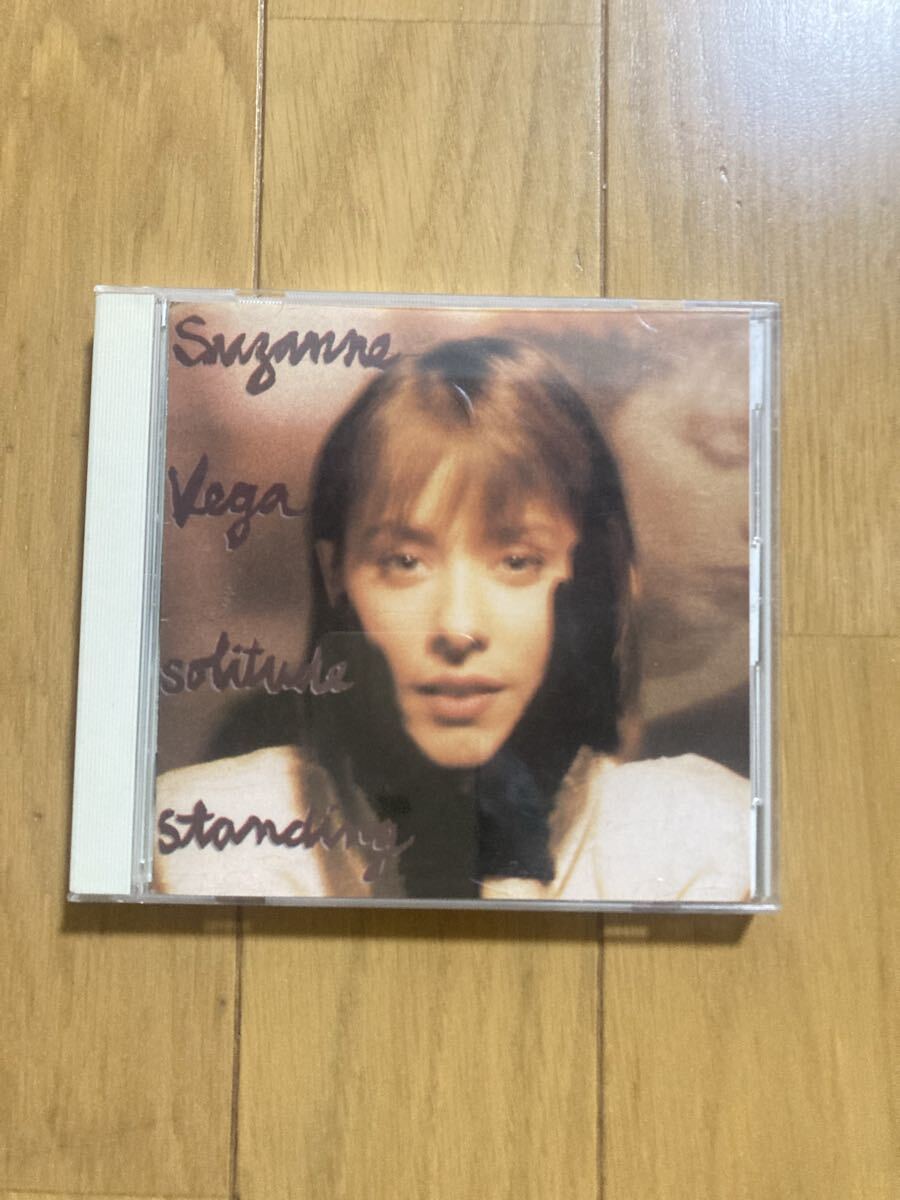 Suzanne
Vega
solitude
standing